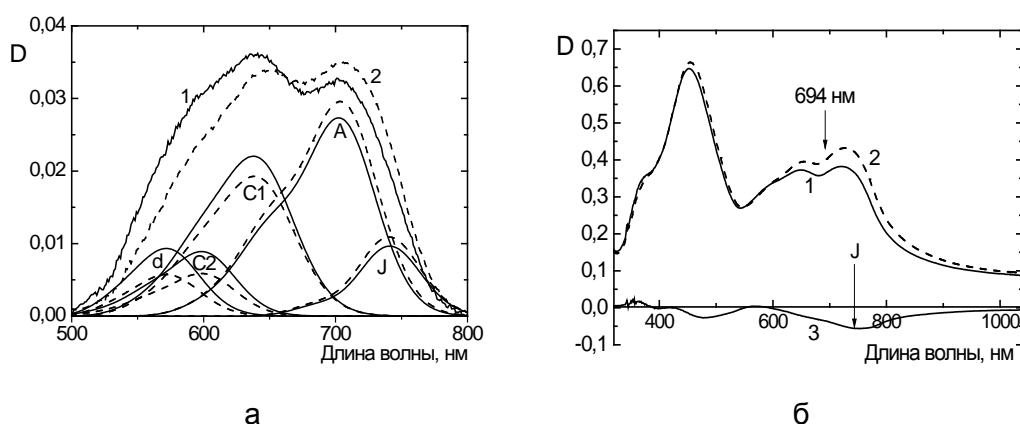 0,04
0,03
0,02
0,01
0,00
D
1
2
A
C1
d
C2
J
500
600
700
800
Длина волны, нм
а
D
0,7
0,6
0,5
0,4
0,3
0,2
0,1
0,0
-0,1
694 нм
2
1
J
3
400
600
800
1000
Длина волны, нм
б